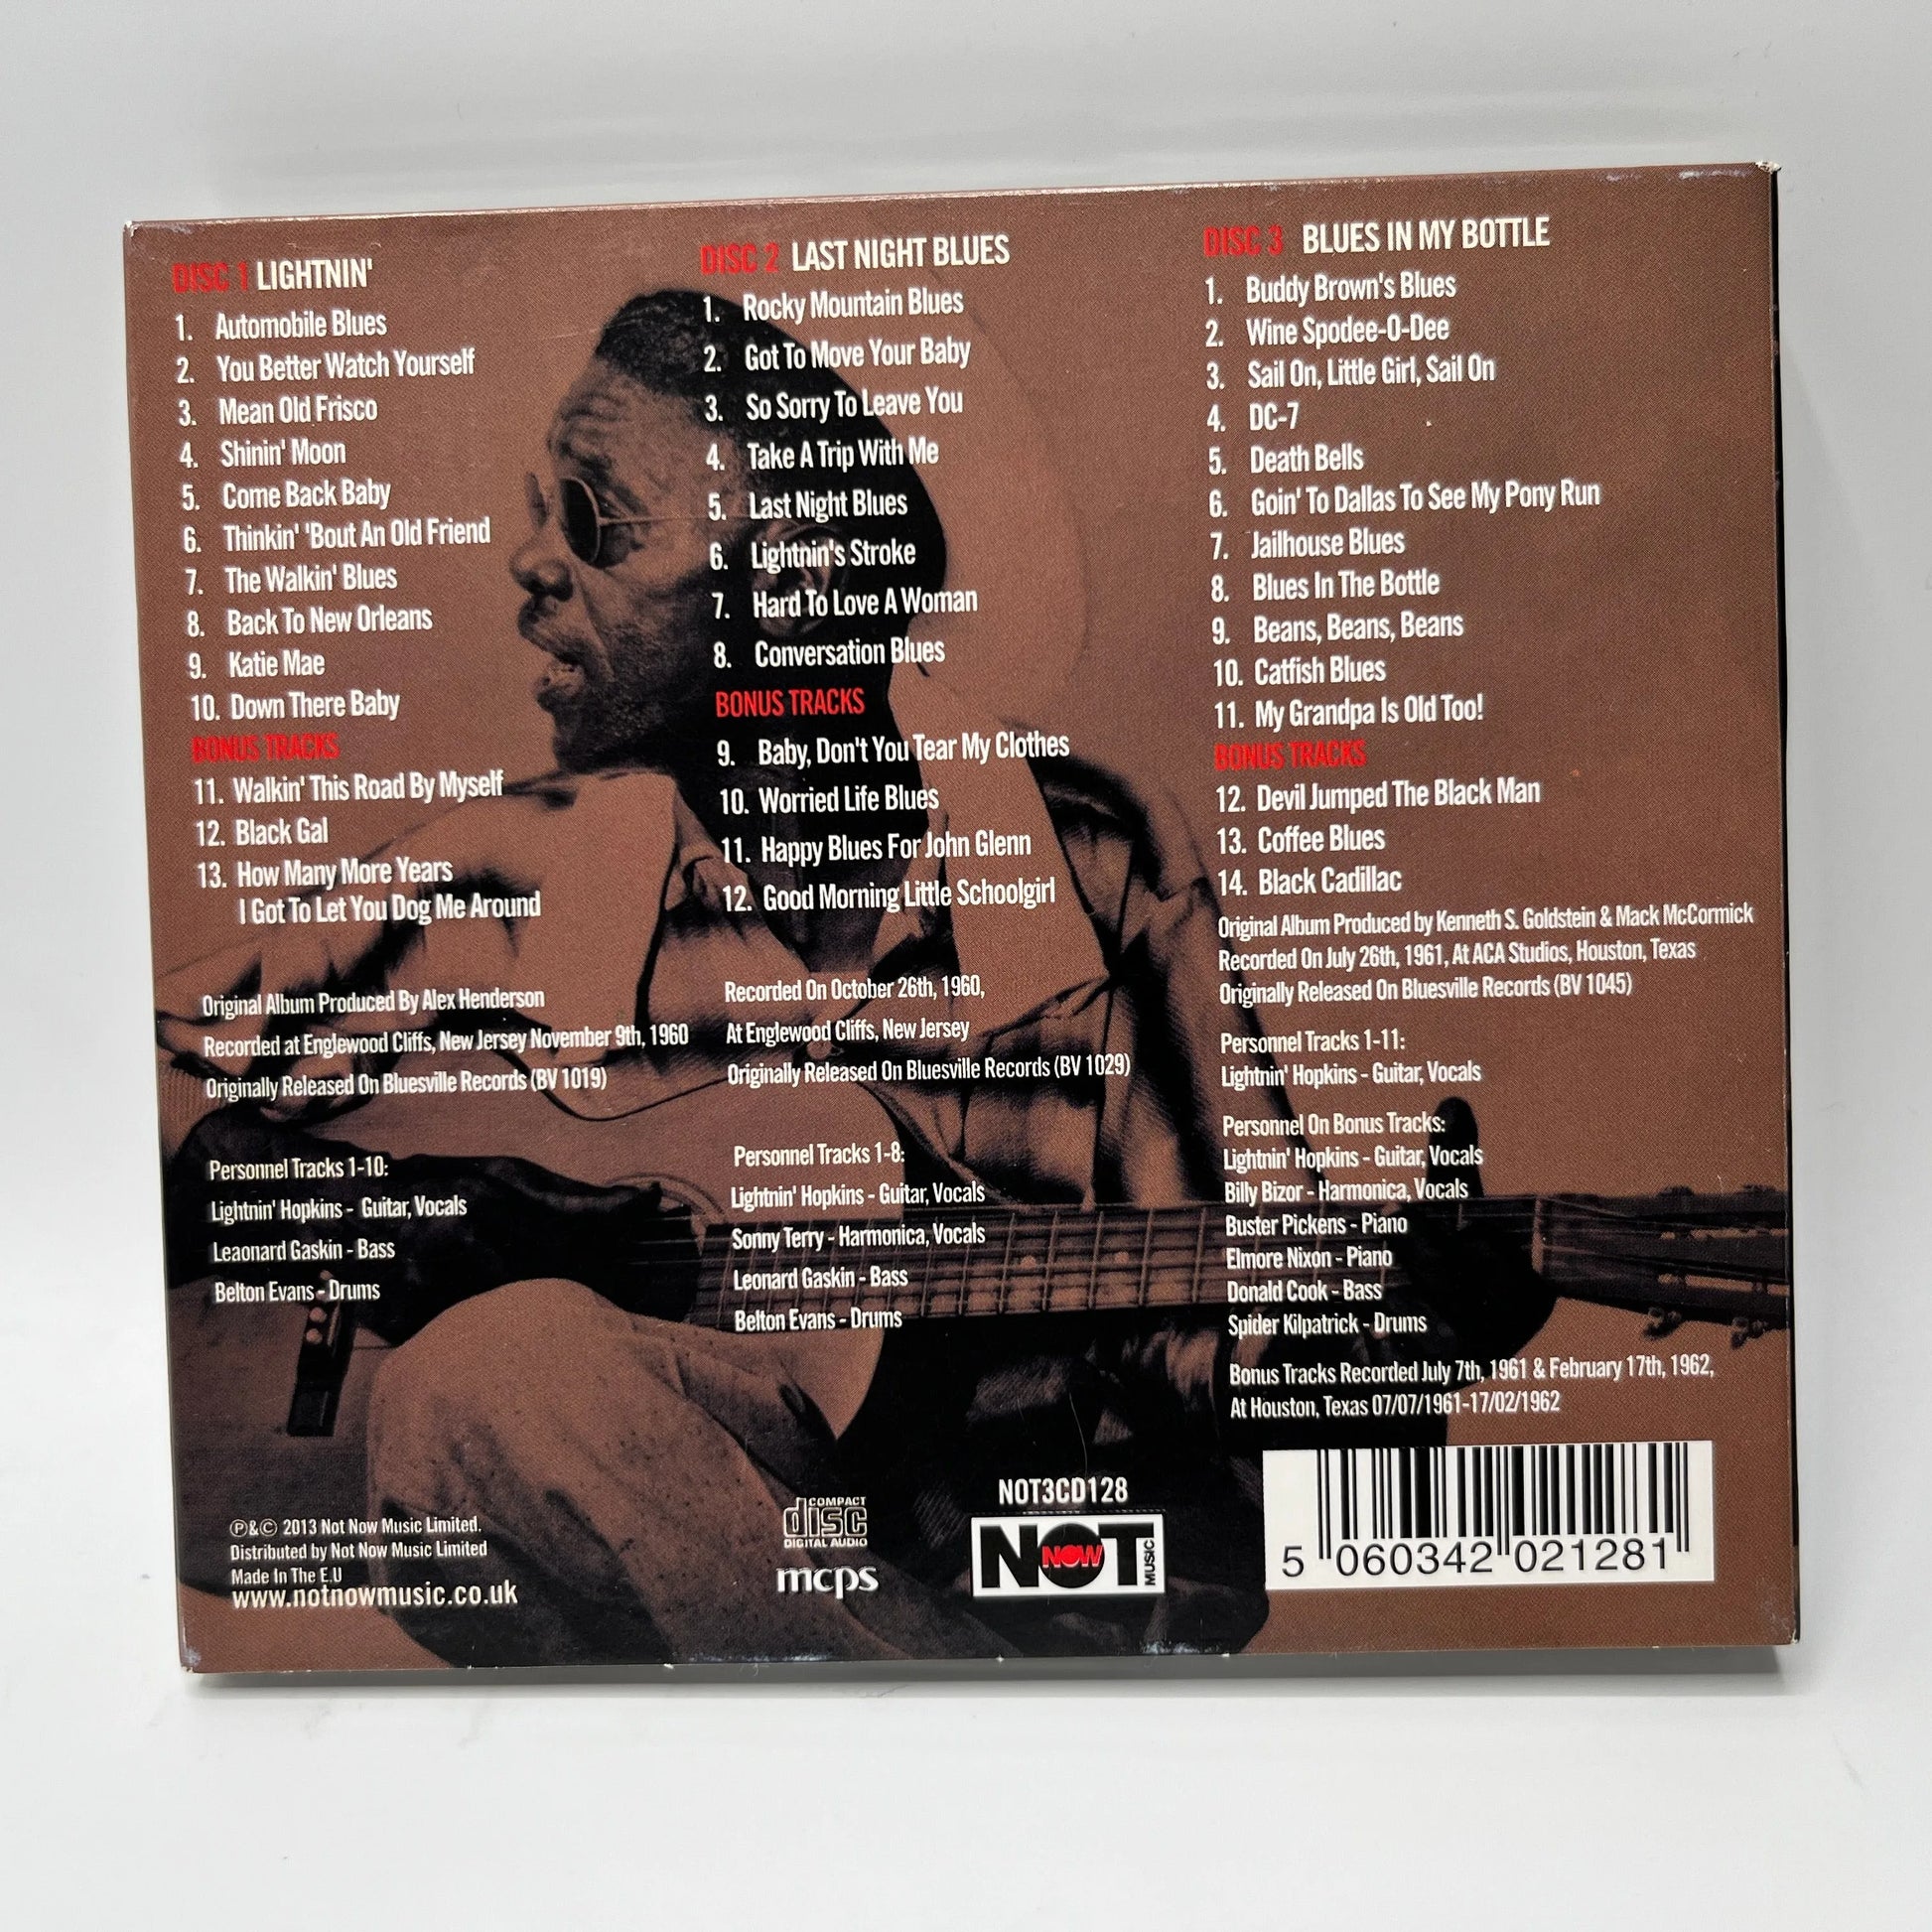 DISC 1 LIGHTNIN'
1. Automobile Blues
2. You Better Watch Yourself
3. Mean Old Frisco
4. Shinin' Moon
5. Come Back Baby
6. Thinkin' 'Bout An Old Friend
7. The Walkin' Blues
8. Back To New Orleans
9. Katie Mae
10. Down There Baby
BONUS TRACKS
11. Walkin' This Road By Myself
12. Black Gal
13. How Many More Years
I Got To Let You Dog Me Around
Original Album Produced By Alex Henderson
Recorded at Englewood Cliffs, New Jersey November 9th, 1960
Originally Released On Bluesville Records (BV 1019)
Personnel Tracks 1-10:
Lightnin' Hopkins - Guitar, Vocals
Leaonard Gaskin - Bass
Belton Evans - Drums
DISC 2 LAST NIGHT BLUES
1. Rocky Mountain Blues
2. Got To Move Your Baby
3. So Sorry To Leave You
4. Take A Trip With Me
5. Last Night Blues
6. Lightnin's Stroke
7. Hard To Love A Woman
8. Conversation Blues
BONUS TRACKS
9. Baby, Don't You Tear My Clothes
10. Worried Life Blues
11. Happy Blues For John Glenn
12. Good Morning Little Schoolgirl
Recorded On October 26th, 1960,
At Englewood Cliffs, New Jersey
Originally Released On Bluesville Records (BV 1029)
Personnel Tracks 1-8:
Lightnin' Hopkins - Guitar, Vocals
Sonny Terry - Harmonica, Vocals
Leonard Gaskin - Bass
Belton Evans - Drums
DISC 3 BLUES IN MY BOTTLE
1. Buddy Brown's Blues
2. Wine Spodee-O-Dee
3. Sail On, Little Girl, Sail On
4. DC-7
5. Death Bells
6. Goin' To Dallas To See My Pony Run
7. Jailhouse Blues
8. Blues In The Bottle
9. Beans, Beans, Beans
10. Catfish Blues
11. My Grandpa Is Old Too!
BONUS TRACKS
12. Devil Jumped The Black Man
13. Coffee Blues
14. Black Cadillac
Original Album Produced by Kenneth S. Goldstein & Mack McCormick
Recorded On July 26th, 1961, At ACA Studios, Houston, Texas
Originally Released On Bluesville Records (BV 1045)
Personnel Tracks 1-11:
Lightnin' Hopkins - Guitar, Vocals
Personnel On Bonus Tracks:
Lightnin' Hopkins - Guitar, Vocals
Billy Bizor - Harmonica, Vocals
Buster Pickens - Piano
Elmore Nixon - Piano
Donald Cook - Bass
Spider Kilpatrick - Drums
Bonus Tracks Recorded July 7th, 1961 & February 17th, 1962,
At Houston, Texas 07/07/1961-17/02/1962
℗&© 2013 Not Now Music Limited.
Distributed by Not Now Music Limited
Made In The E.U
www.notnowmusic.co.uk
COMPACT
disc
DIGITAL AUDIO
mcps
NOT3CD128
NOT NOW MUSIC
5 060342 021281